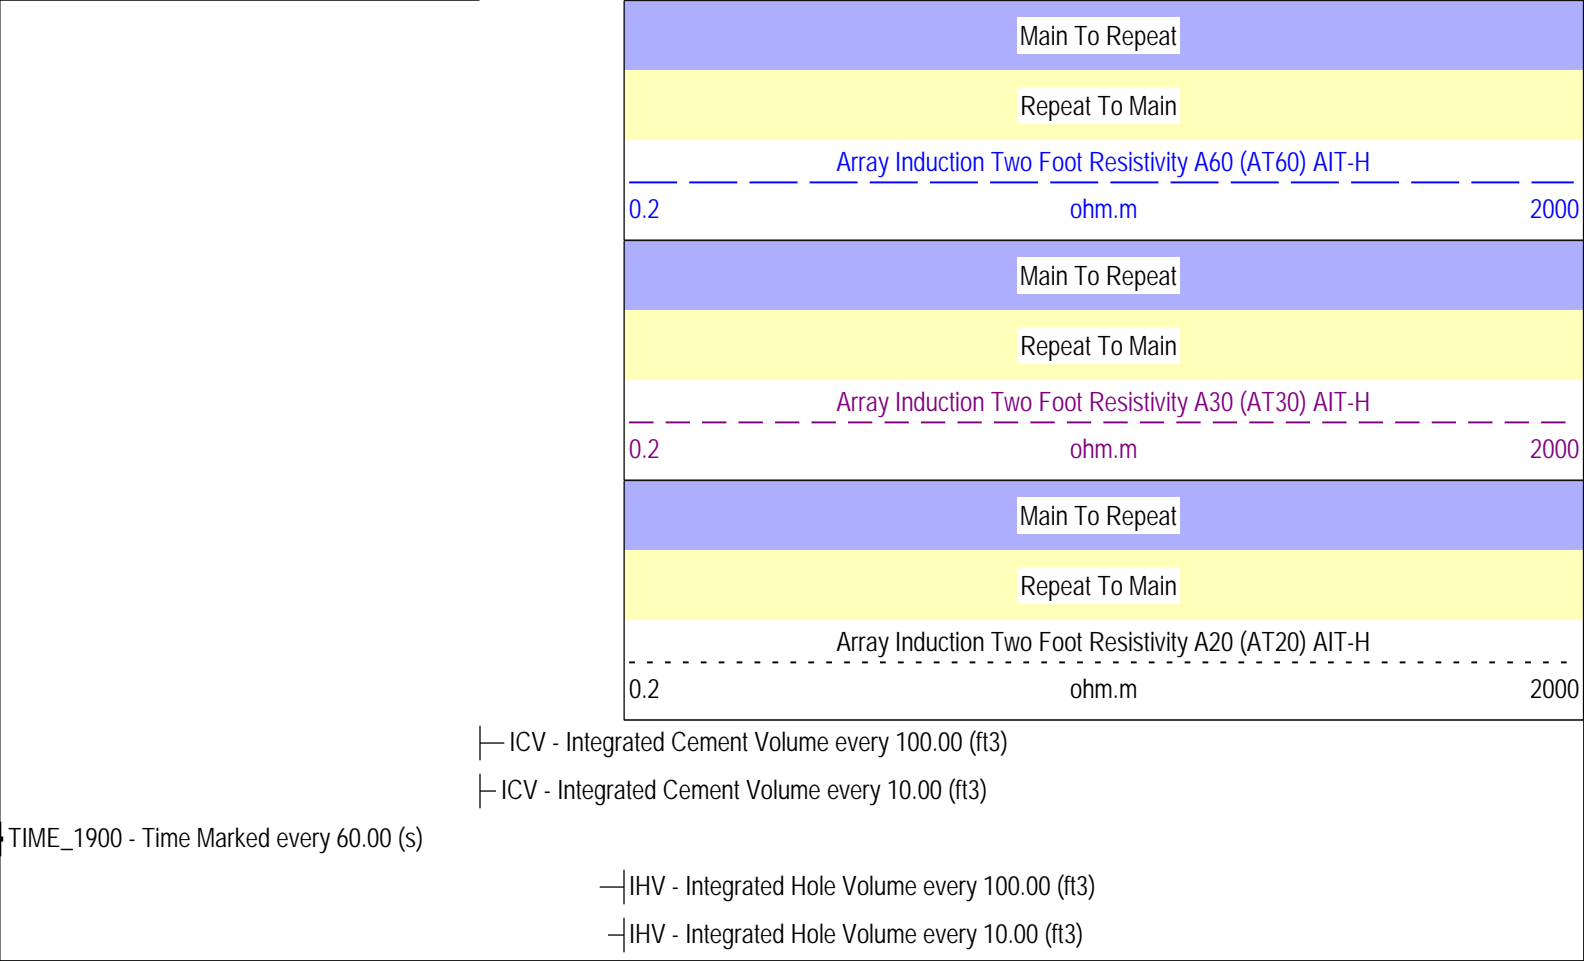 Main To Repeat
Repeat To Main
Array Induction Two Foot Resistivity A60 (AT60) AIT-H
0.2 ohm.m 2000
Main To Repeat
Repeat To Main
Array Induction Two Foot Resistivity A30 (AT30) AIT-H
0.2 ohm.m 2000
Main To Repeat
Repeat To Main
Array Induction Two Foot Resistivity A20 (AT20) AIT-H
0.2 ohm.m 2000
ICV - Integrated Cement Volume every 100.00 (ft3)
ICV - Integrated Cement Volume every 10.00 (ft3)
TIME_1900 - Time Marked every 60.00 (s)
IHV - Integrated Hole Volume every 100.00 (ft3)
IHV - Integrated Hole Volume every 10.00 (ft3)